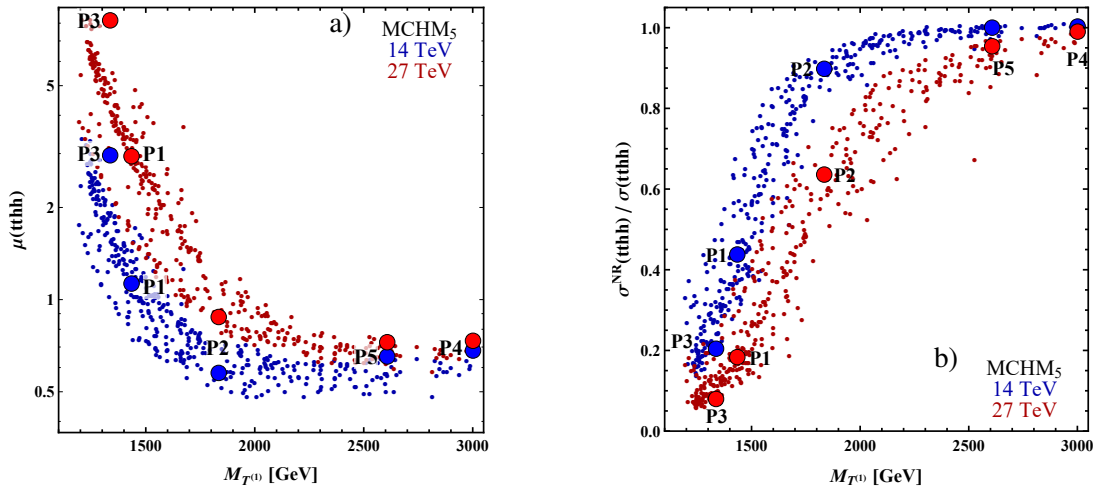 a)
MCHM5
14 TeV
27 TeV
P3
P3
P1
P1
P2
P5
P4
5
2
1
0.5
1500
2000
2500
3000
μ(tthh)
M_T(1) [GeV]
P2
P5
P4
P2
P1
P3
P1
P3
b)
MCHM5
14 TeV
27 TeV
1.0
0.8
0.6
0.4
0.2
0.0
1500
2000
2500
3000
σ^NR(tthh) / σ(tthh)
M_T(1) [GeV]